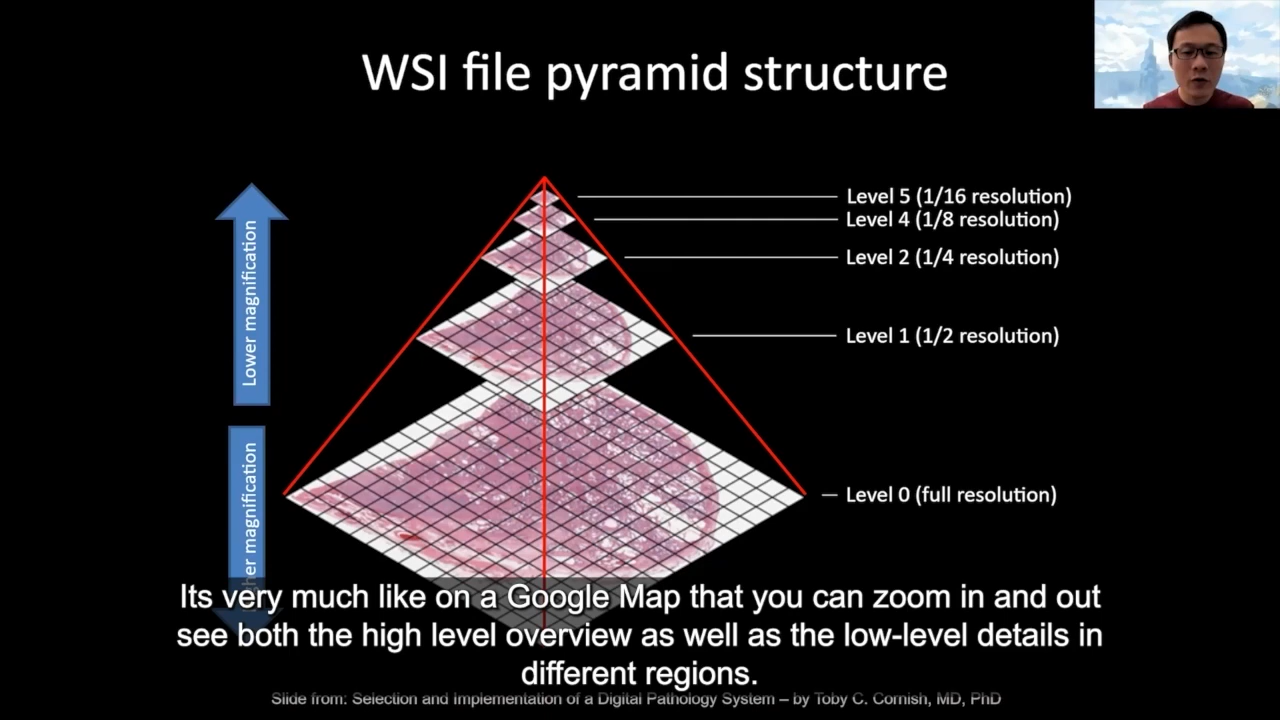 WSI file pyramid structure
Lower magnification
Level 5 (1/16 resolution)
Level 4 (1/8 resolution)
Level 2 (1/4 resolution)
Level 1 (1/2 resolution)
Level 0 (full resolution)
magnification
Its very much like on a Google Map that you can zoom in and out
see both the high level overview as well as the low-level details in
different regions.
Slide from: Selection and Implementation of a Digital Pathology System – by Toby C. Cornish, MD, PhD